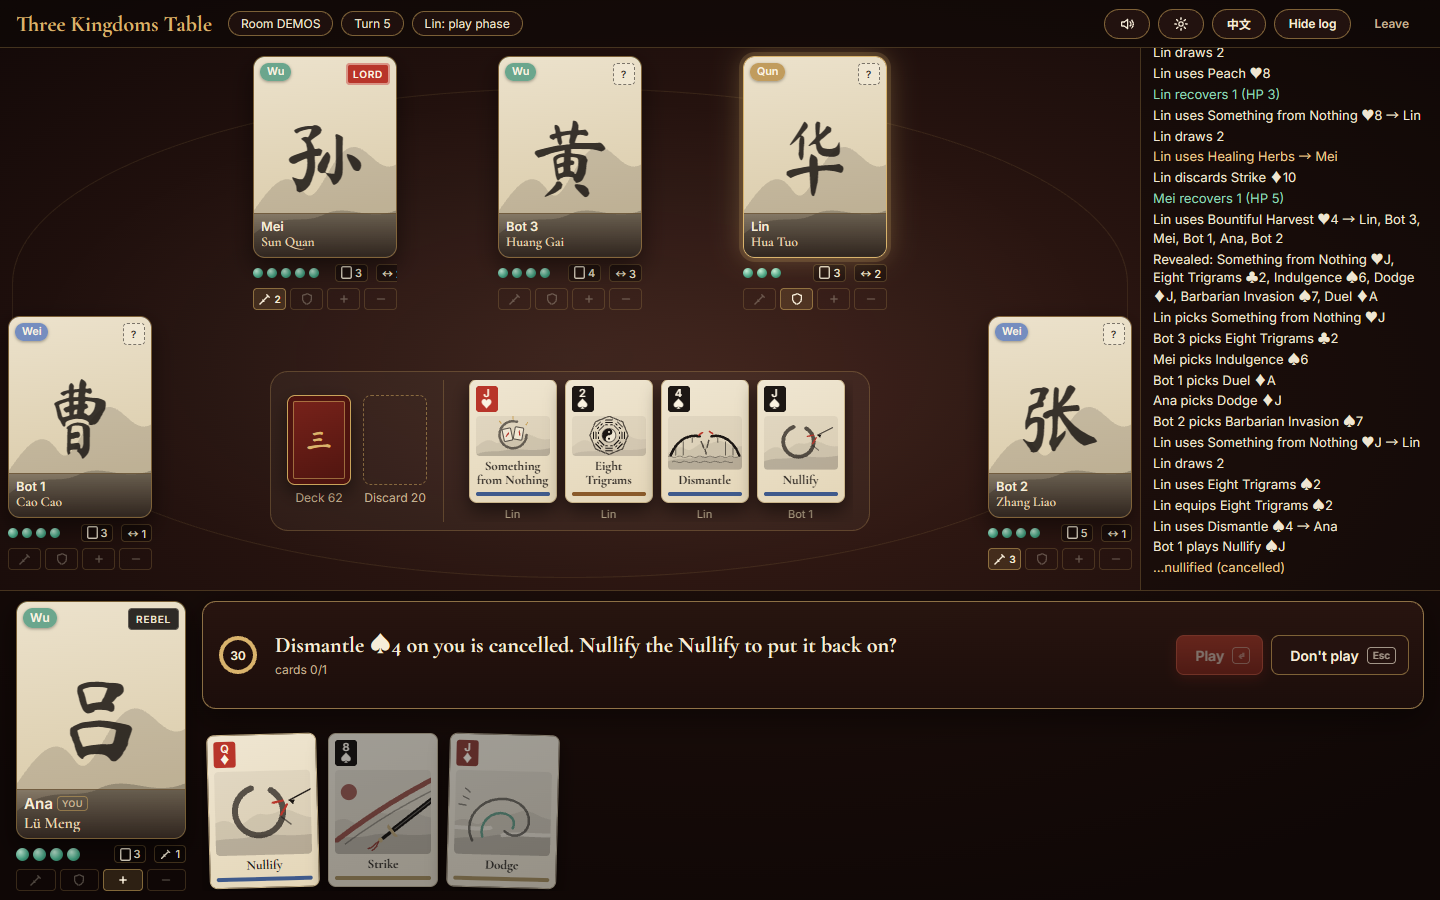 Three Kingdoms Table
Room DEMOS
Turn 5
Lin: play phase
中文
Hide log
Leave
Wu
LORD
孙
Mei
Sun Quan
3
2
Wu
?
黄
Bot 3
Huang Gai
4
↔ 3
Qun
?
华
Lin
Hua Tuo
3
↔ 2
Wei
?
曹
Bot 1
Cao Cao
3
↔ 1
Wei
?
张
Bot 2
Zhang Liao
5
↔ 1
3
三
Deck 62
Discard 20
J♥
Something
from Nothing
Lin
2♠
Eight
Trigrams
Lin
4♠
Dismantle
Lin
J♠
Nullify
Bot 1
Lin draws 2
Lin uses Peach ♥8
Lin recovers 1 (HP 3)
Lin uses Something from Nothing ♥8 → Lin
Lin draws 2
Lin uses Healing Herbs → Mei
Lin discards Strike ♦10
Mei recovers 1 (HP 5)
Lin uses Bountiful Harvest ♥4 → Lin, Bot 3,
Mei, Bot 1, Ana, Bot 2
Revealed: Something from Nothing ♥J,
Eight Trigrams ♣2, Indulgence ♠6, Dodge
♦J, Barbarian Invasion ♠7, Duel ♦A
Lin picks Something from Nothing ♥J
Bot 3 picks Eight Trigrams ♣2
Mei picks Indulgence ♠6
Bot 1 picks Duel ♦A
Ana picks Dodge ♦J
Bot 2 picks Barbarian Invasion ♠7
Lin uses Something from Nothing ♥J → Lin
Lin draws 2
Lin uses Eight Trigrams ♠2
Lin equips Eight Trigrams ♠2
Lin uses Dismantle ♠4 → Ana
Bot 1 plays Nullify ♠J
...nullified (cancelled)
Wu
REBEL
吕
Ana YOU
Lü Meng
3
1
+
30
Dismantle ♠4 on you is cancelled. Nullify the Nullify to put it back on?
cards 0/1
Play
Don't play Esc
Q♦
Nullify
8♠
Strike
J♦
Dodge